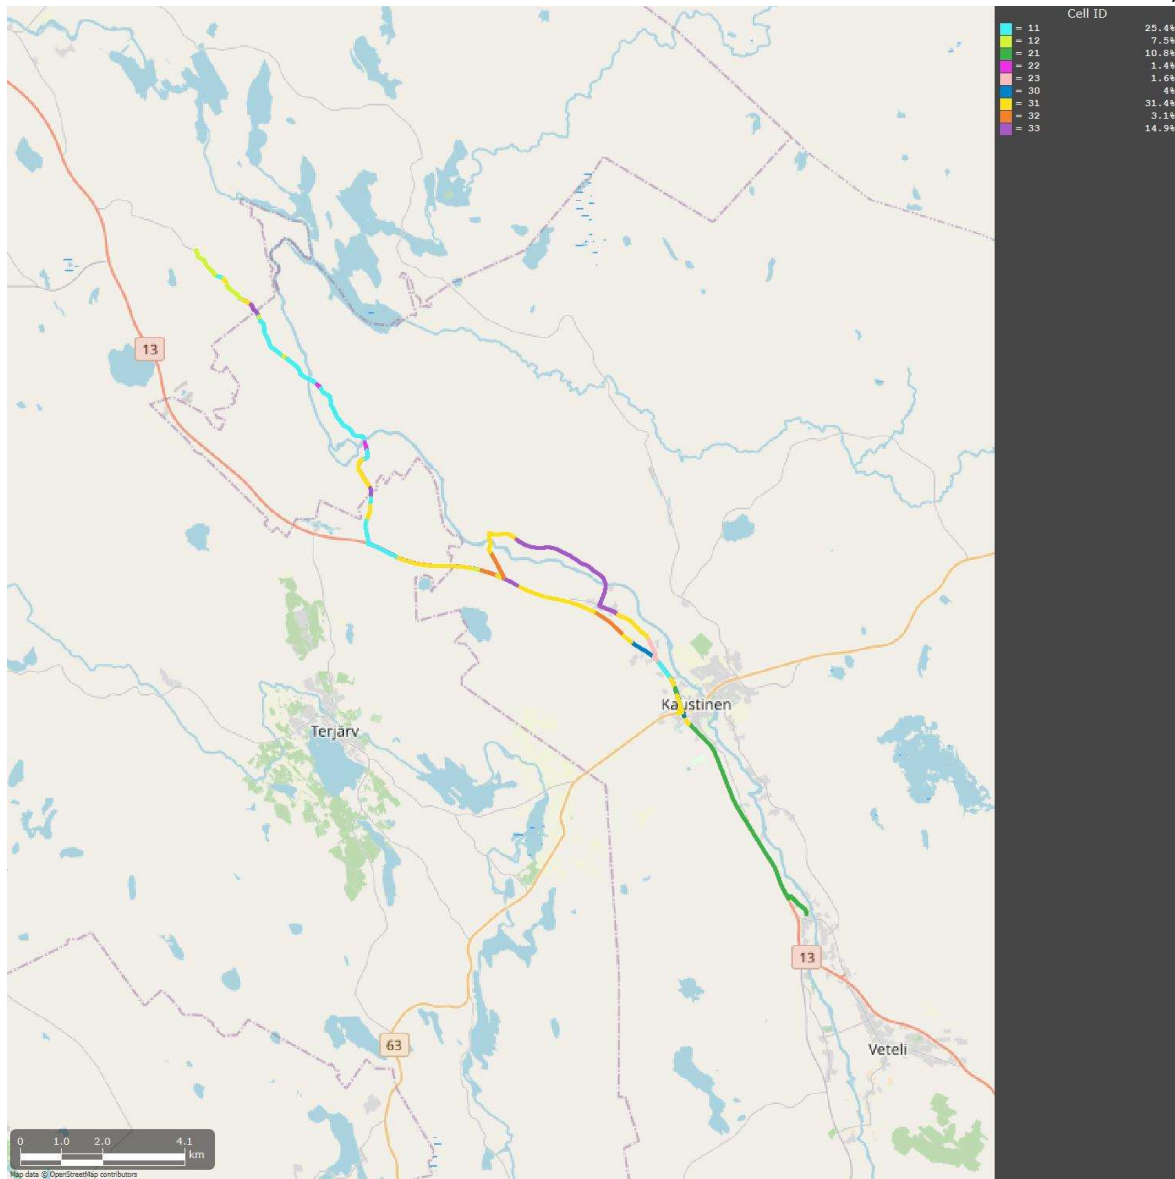 Cell ID
= 11 25.4%
= 12 7.5%
= 21 10.8%
= 22 1.4%
= 23 1.6%
= 30 4%
= 31 31.4%
= 32 3.1%
= 33 14.9%
13
Kaustinen
Terjärv
13
63
Veteli
0 1.0 2.0 4.1
km
Map data © OpenStreetMap contributors